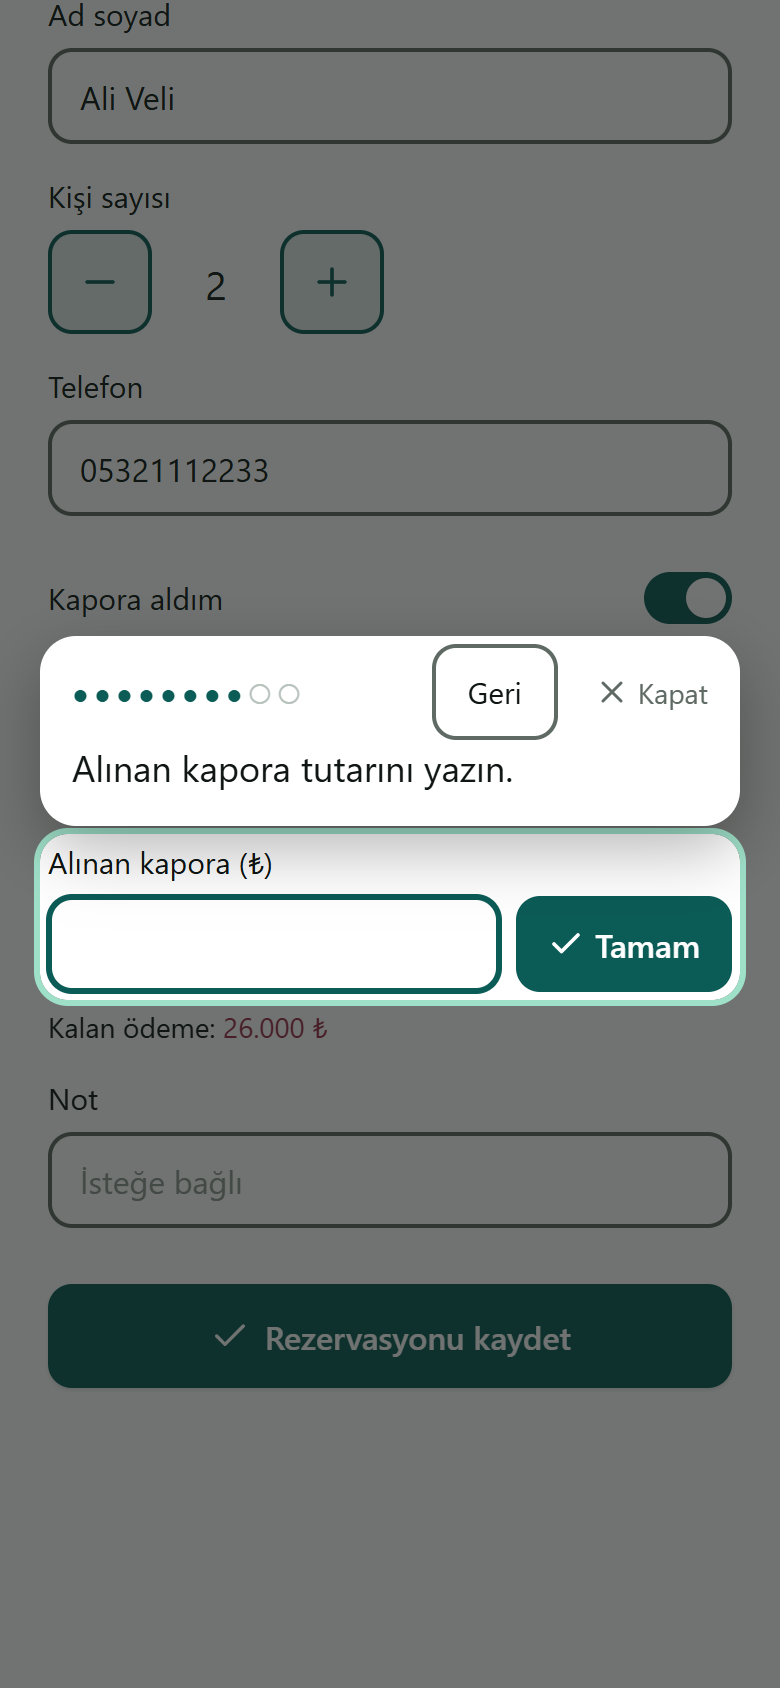 Ad soyad
Ali Veli
Kişi sayısı
2
Telefon
05321112233
Kapora aldım
Geri
Kapat
Alınan kapora tutarını yazın.
Alınan kapora (₺)
Tamam
Kalan ödeme: 26.000 ₺
Not
İsteğe bağlı
Rezervasyonu kaydet